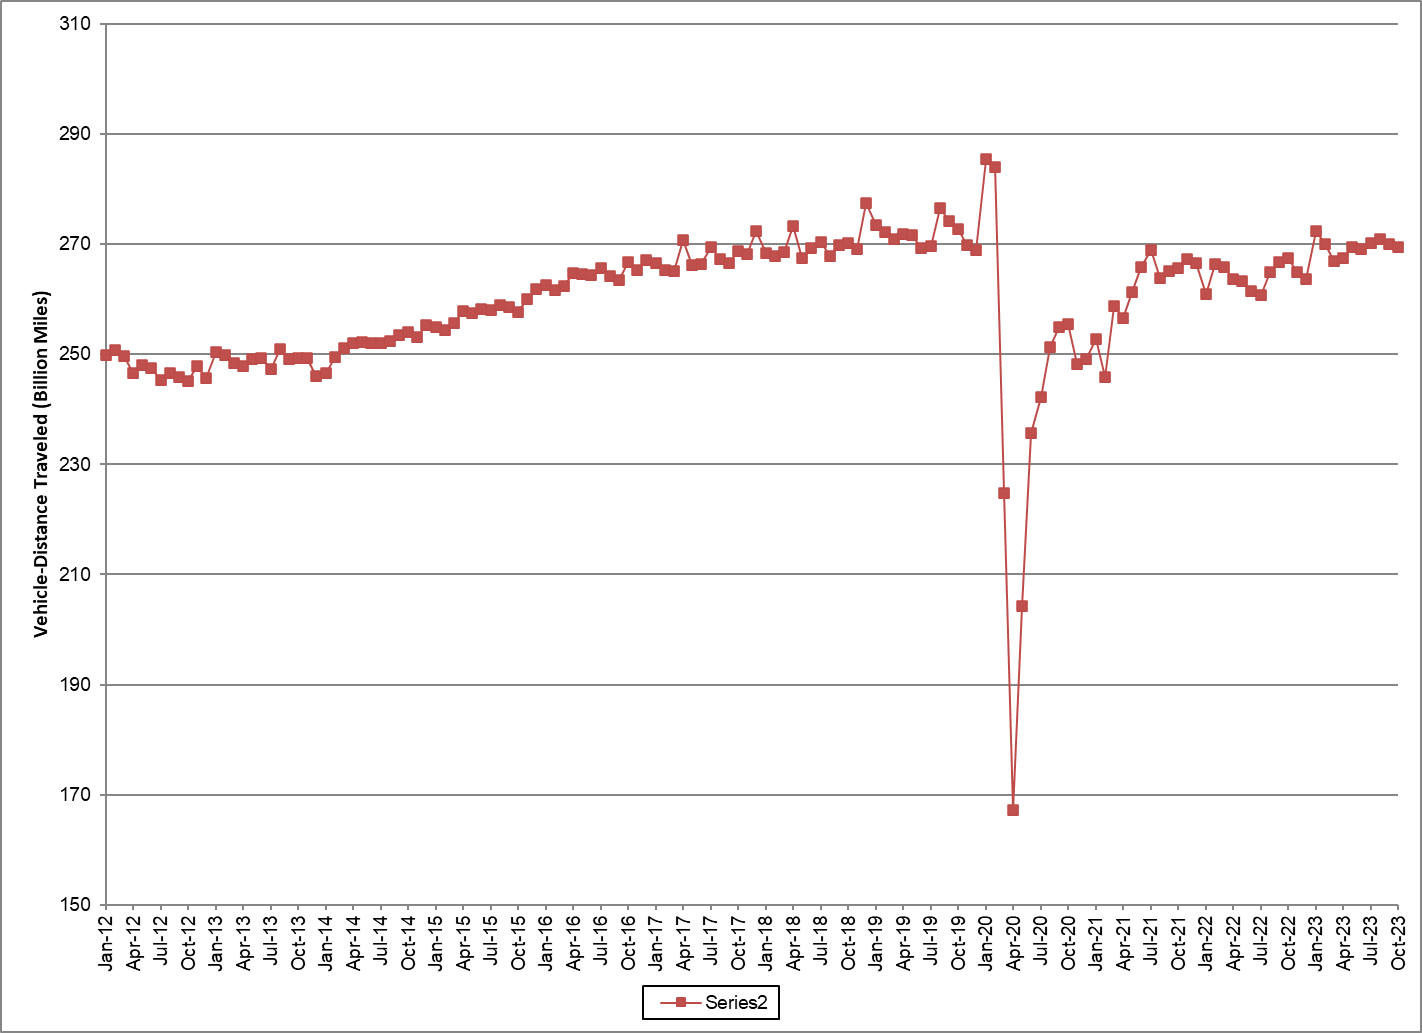 310
290
270
250
230
210
190
170
150
Vehicle-Distance Traveled (Billion Miles)
Jan-12
Apr-12
Jul-12
Oct-12
Jan-13
Apr-13
Jul-13
Oct-13
Jan-14
Apr-14
Jul-14
Oct-14
Jan-15
Apr-15
Jul-15
Oct-15
Jan-16
Apr-16
Jul-16
Oct-16
Jan-17
Apr-17
Jul-17
Oct-17
Jan-18
Apr-18
Jul-18
Oct-18
Jan-19
Apr-19
Jul-19
Oct-19
Jan-20
Apr-20
Jul-20
Oct-20
Jan-21
Apr-21
Jul-21
Oct-21
Jan-22
Apr-22
Jul-22
Oct-22
Jan-23
Apr-23
Jul-23
Oct-23
Series2